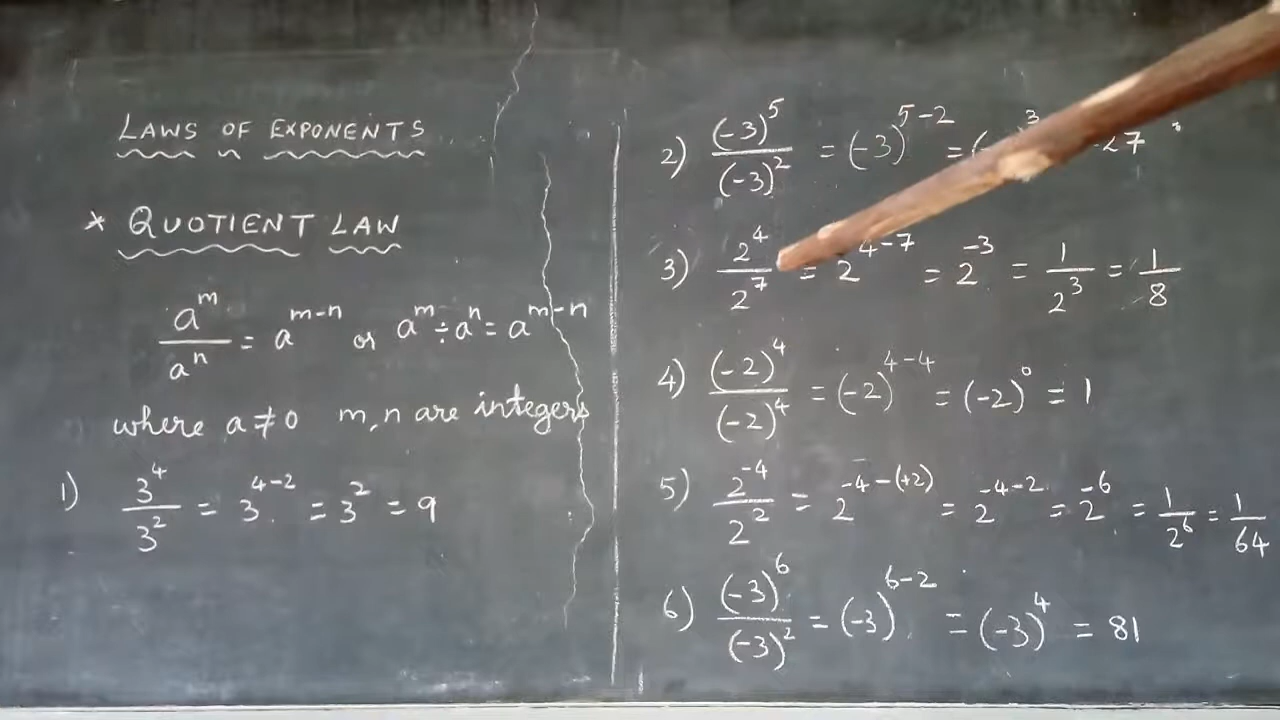 LAWS OF EXPONENTS
* QUOTIENT LAW
a^m/a^n = a^(m-n) or a^m ÷ a^n = a^(m-n)
where a ≠ 0 m, n are integers
1) 3^4/3^2 = 3^(4-2) = 3^2 = 9
2) (-3)^5/(-3)^2 = (-3)^(5-2) = ( ^3 27
3) 2^4/2^7 = 2^(4-7) = 2^-3 = 1/2^3 = 1/8
4) (-2)^4/(-2)^4 = (-2)^(4-4) = (-2)^0 = 1
5) 2^-4/2^2 = 2^(-4-(+2)) = 2^(-4-2) = 2^-6 = 1/2^6 = 1/64
6) (-3)^6/(-3)^2 = (-3)^(6-2) = (-3)^4 = 81